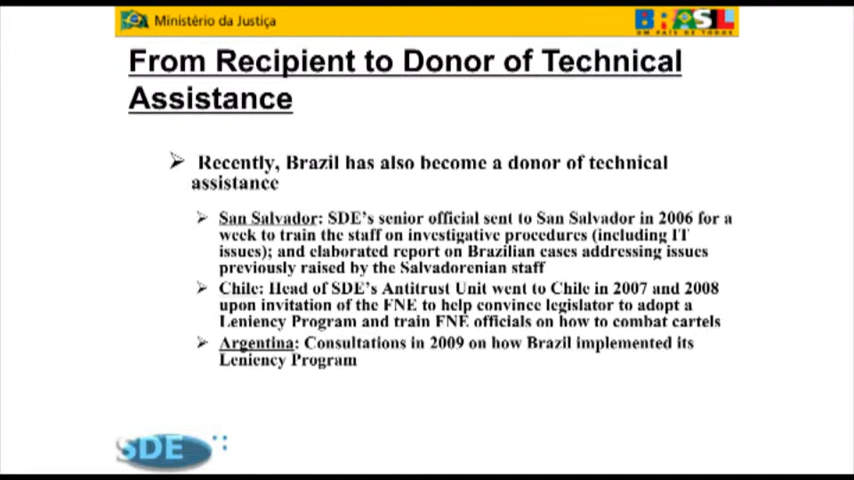 Ministério da Justiça
BRASIL
UM PAÍS DE TODOS
From Recipient to Donor of Technical
Assistance
Recently, Brazil has also become a donor of technical
assistance
San Salvador: SDE's senior official sent to San Salvador in 2006 for a
week to train the staff on investigative procedures (including IT
issues); and elaborated report on Brazilian cases addressing issues
previously raised by the Salvadorenian staff
Chile: Head of SDE's Antitrust Unit went to Chile in 2007 and 2008
upon invitation of the FNE to help convince legislator to adopt a
Leniency Program and train FNE officials on how to combat cartels
Argentina: Consultations in 2009 on how Brazil implemented its
Leniency Program
SDE